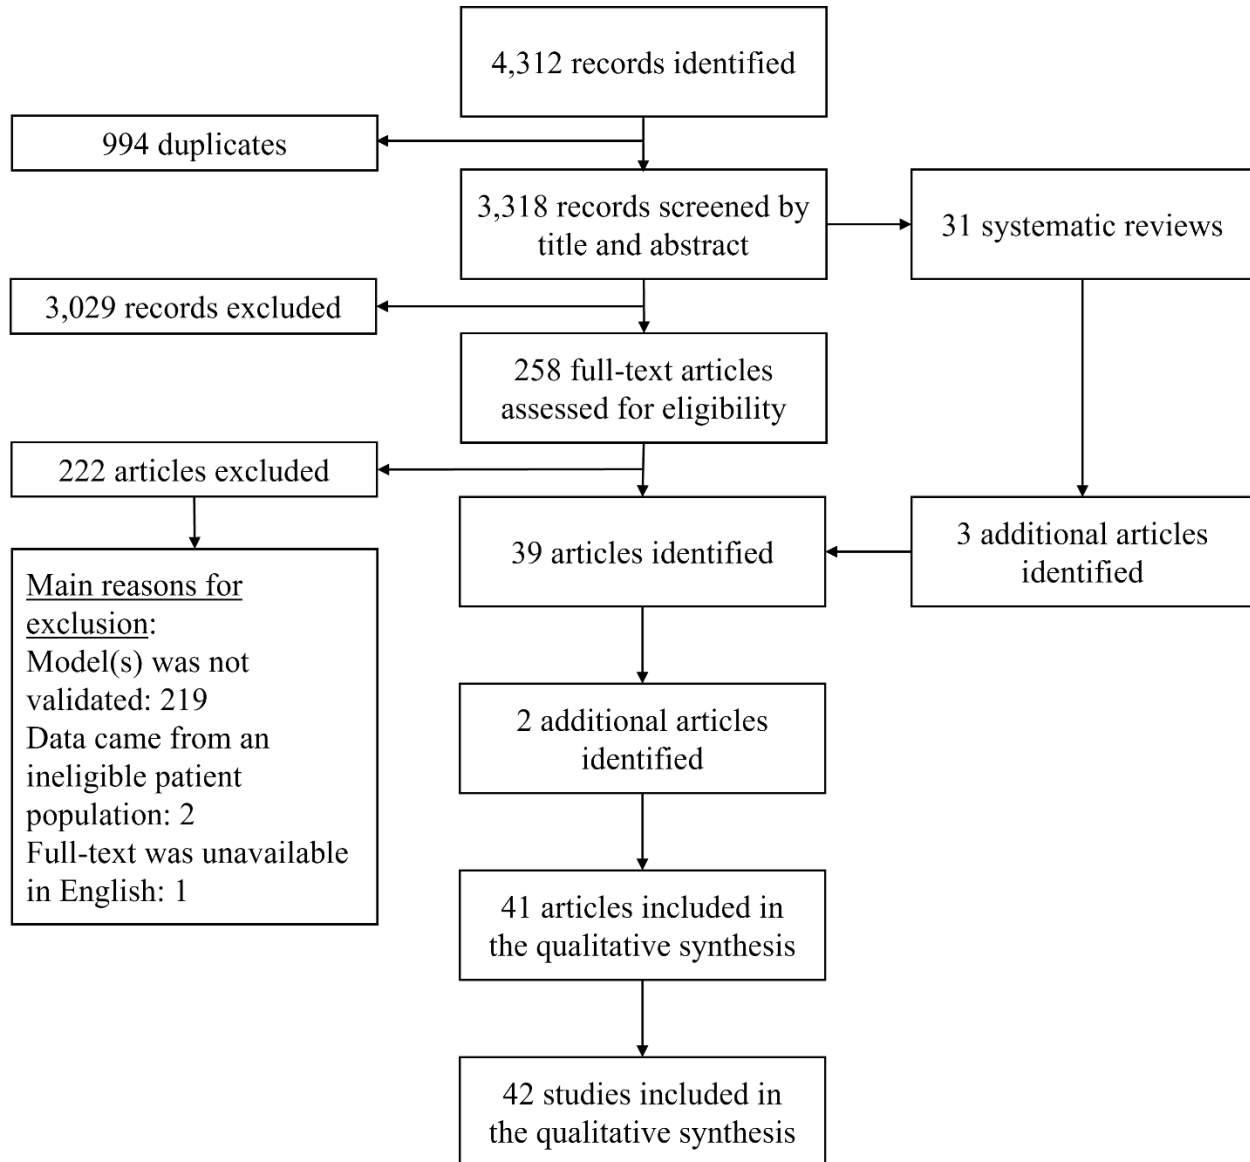 4,312 records identified
994 duplicates
3,318 records screened by
title and abstract
31 systematic reviews
3,029 records excluded
258 full-text articles
assessed for eligibility
222 articles excluded
39 articles identified
3 additional articles
identified
Main reasons for
exclusion:
Model(s) was not
validated: 219
Data came from an
ineligible patient
population: 2
Full-text was unavailable
in English: 1
2 additional articles
identified
41 articles included in
the qualitative synthesis
42 studies included in
the qualitative synthesis